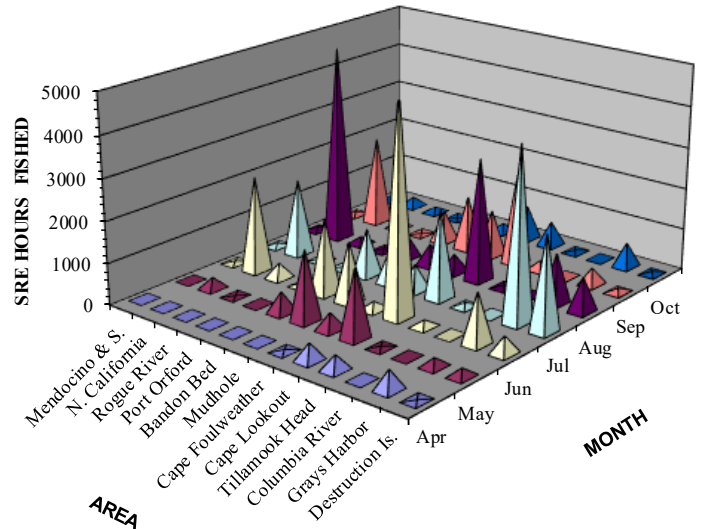 SRE HOURS FISHED
5000
4000
3000
2000
1000
0
Mendocino & S.
N. California
Rogue River
Port Orford
Bandon Bed
Mudhole
Cape Foulweather
Cape Lookout
Tillamook Head
Columbia River
Grays Harbor
Destruction Is.
AREA
Apr
May
Jun
Jul
Aug
Sep
Oct
MONTH